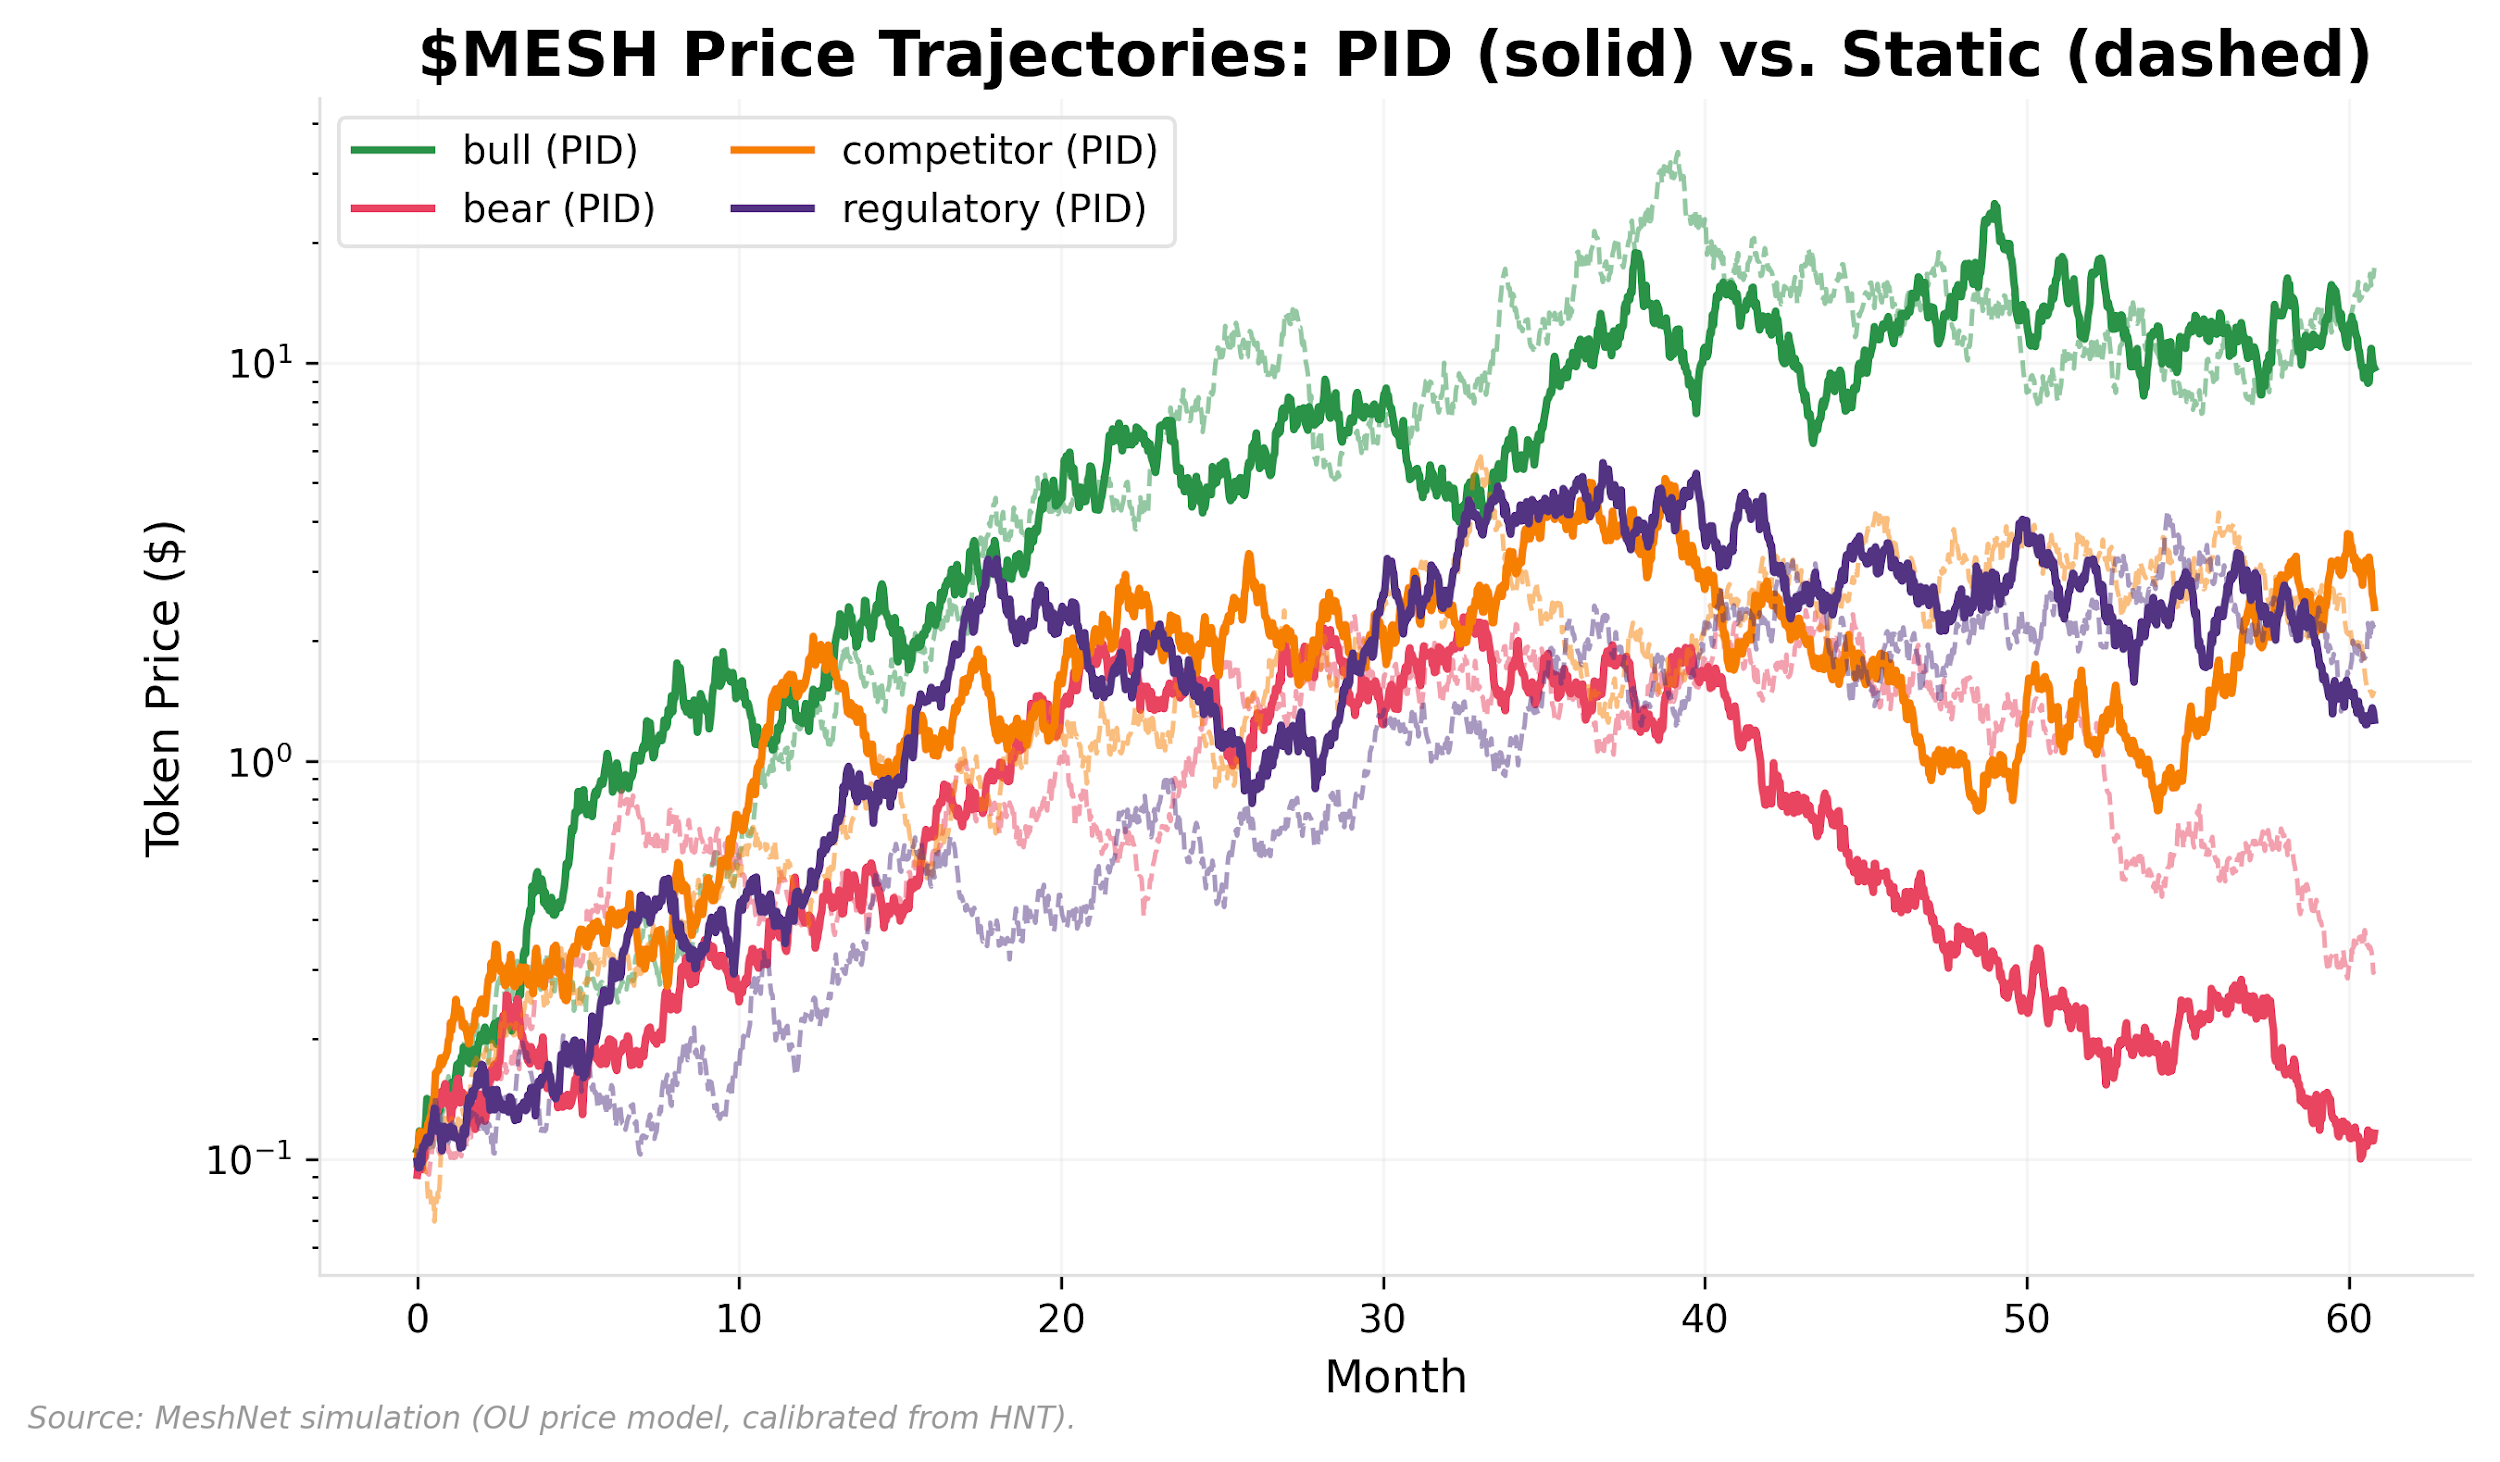 $MESH Price Trajectories: PID (solid) vs. Static (dashed)
bull (PID)
bear (PID)
competitor (PID)
regulatory (PID)
Token Price ($)
10¹
10⁰
10⁻¹
0 10 20 30 40 50 60
Month
Source: MeshNet simulation (OU price model, calibrated from HNT).